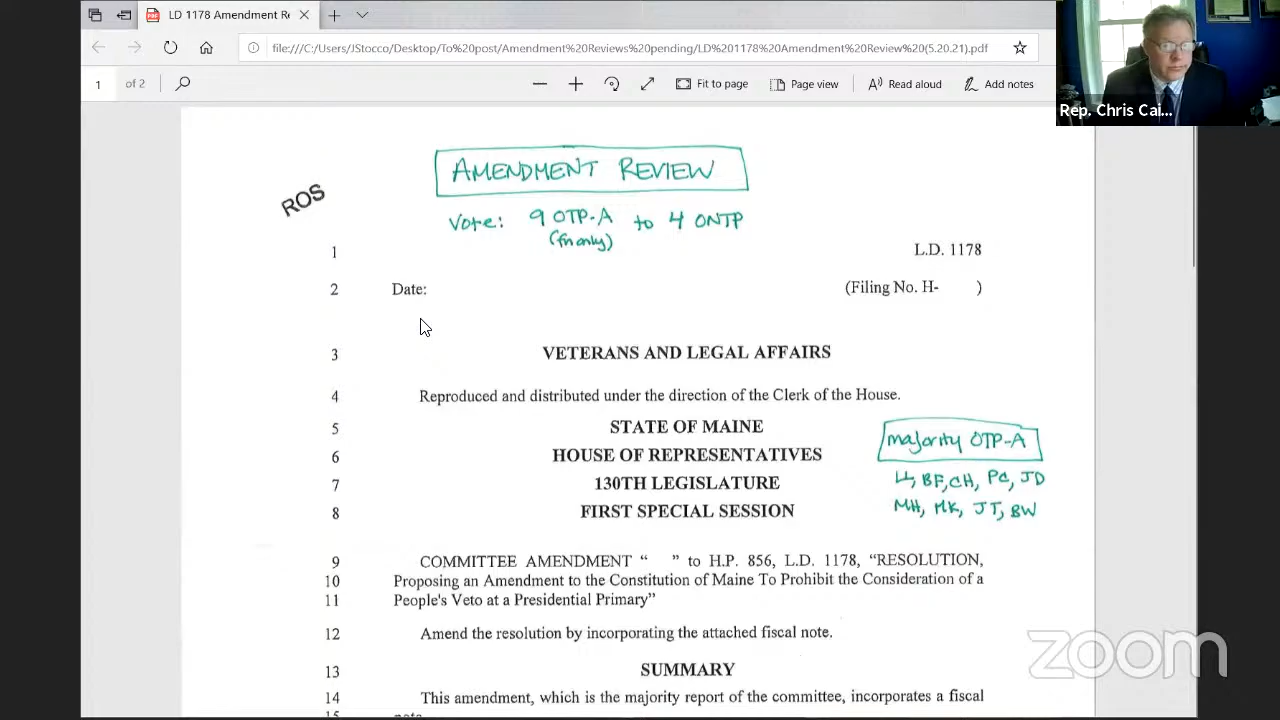 LD 1178 Amendment Re
file:///C:/Users/JStocco/Desktop/To%20post/Amendment%20Reviews%20pending/LD%201178%20Amendment%20Review%20(5.20.21).pdf
1 of 2
Fit to page
Page view
Read aloud
Add notes
Rep. Chris Cai...
AMENDMENT REVIEW
ROS
Vote: 9 OTP-A to 4 ONTP
(fn only)
1 L.D. 1178
2 Date: (Filing No. H- )
3 VETERANS AND LEGAL AFFAIRS
4 Reproduced and distributed under the direction of the Clerk of the House.
5 STATE OF MAINE
6 HOUSE OF REPRESENTATIVES
7 130TH LEGISLATURE
8 FIRST SPECIAL SESSION
majority OTP-A
BF, CH, PC, JD
MH, MK, JT, BW
9 COMMITTEE AMENDMENT “ ” to H.P. 856, L.D. 1178, “RESOLUTION,
10 Proposing an Amendment to the Constitution of Maine To Prohibit the Consideration of a
11 People's Veto at a Presidential Primary”
12 Amend the resolution by incorporating the attached fiscal note.
13 SUMMARY
14 This amendment, which is the majority report of the committee, incorporates a fiscal
zoom